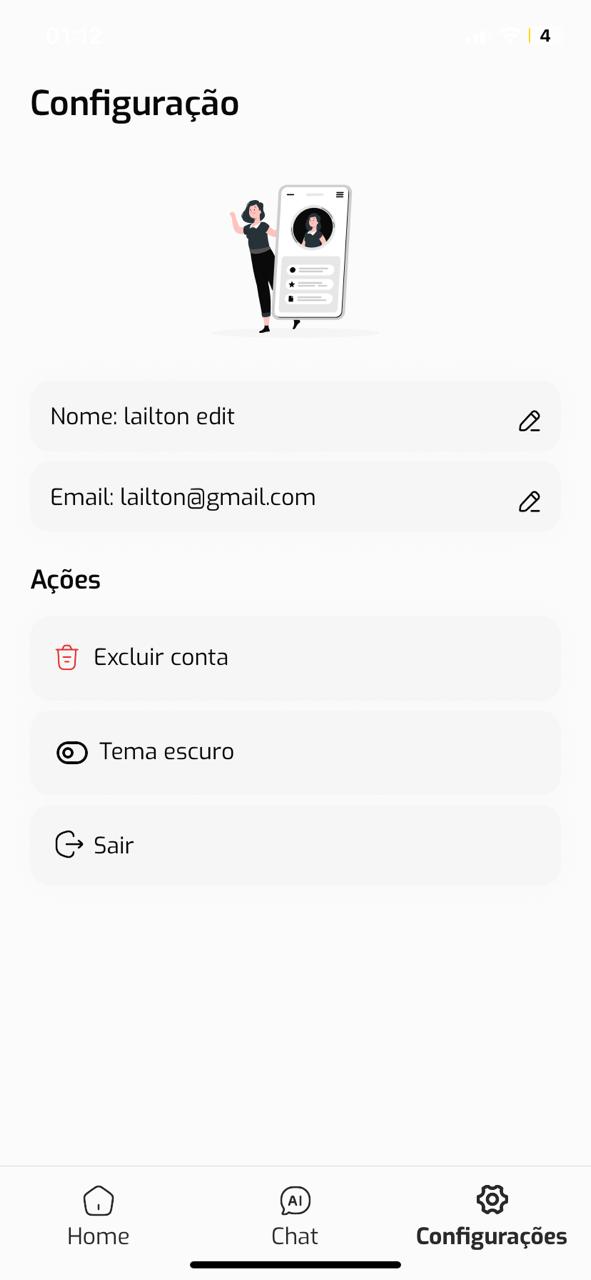 01:12
4
Configuração
Nome: lailton edit
Email: lailton@gmail.com
Ações
Excluir conta
Tema escuro
Sair
AI
Home
Chat
Configurações